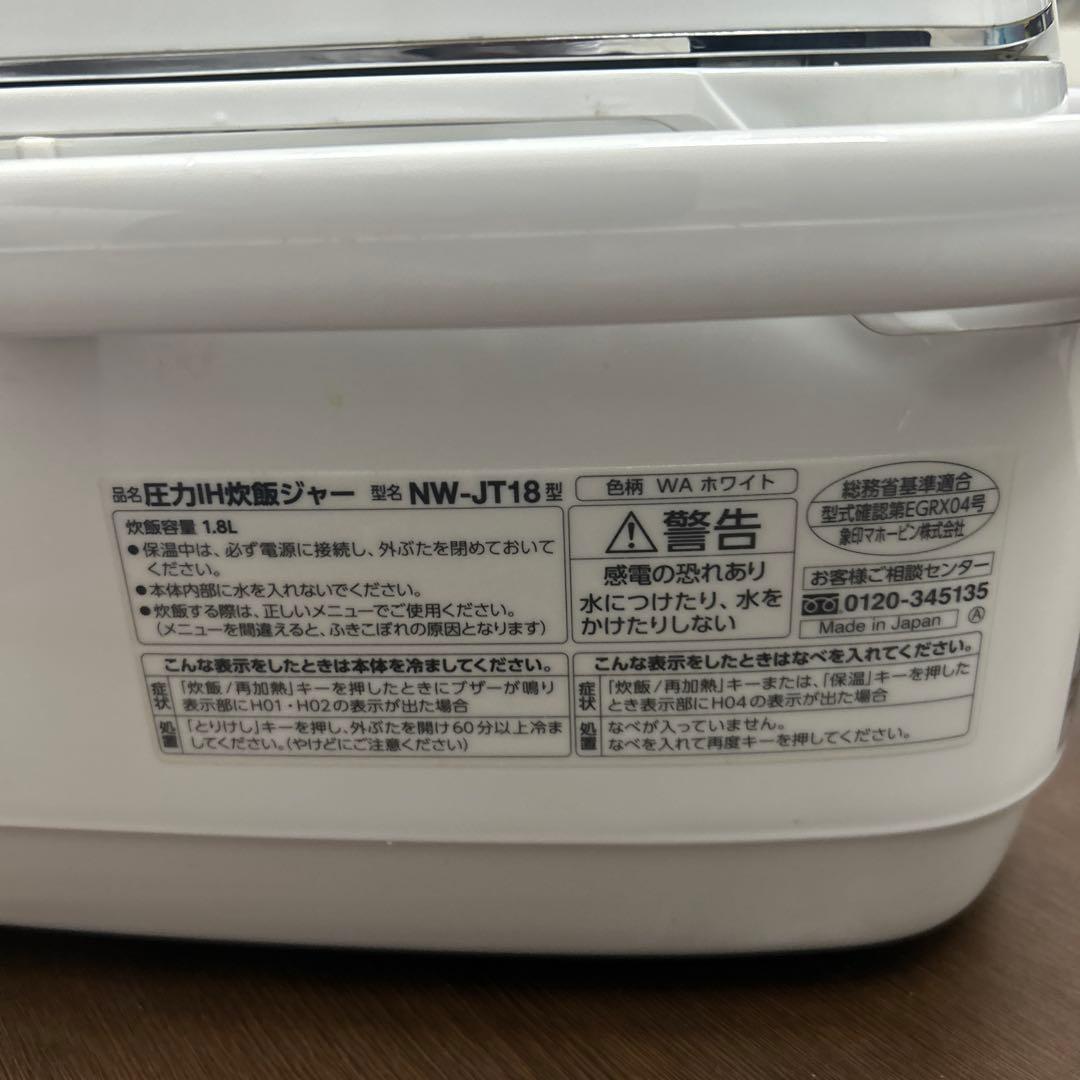 品名 圧力IH炊飯ジャー 型名 NW-JT18型
炊飯容量 1.8L
●保温中は、必ず電源に接続し、外ぶたを閉めておいて
ください。
●本体内部に水を入れないでください。
●炊飯する際は、正しいメニューでご使用ください。
(メニューを間違えると、ふきこぼれの原因となります)
色柄 WA ホワイト
警告
感電の恐れあり
水につけたり、水を
かけたりしない
総務省基準適合
型式確認第EGRX04号
象印マホービン株式会社
お客様ご相談センター
0120-345135
Made in Japan Ⓐ
こんな表示をしたときは本体を冷ましてください。
症状 「炊飯/再加熱」キーを押したときにブザーが鳴り
表示部にH01・H02の表示が出た場合
処置 「とりけし」キーを押し、外ぶたを開け60分以上冷ま
してください。(やけどにご注意ください)
こんな表示をしたときはなべを入れてください。
症状 「炊飯/再加熱」キーまたは、「保温」キーを押した
とき表示部にH04の表示が出た場合
処置 なべが入っていません。
なべを入れて再度キーを押してください。